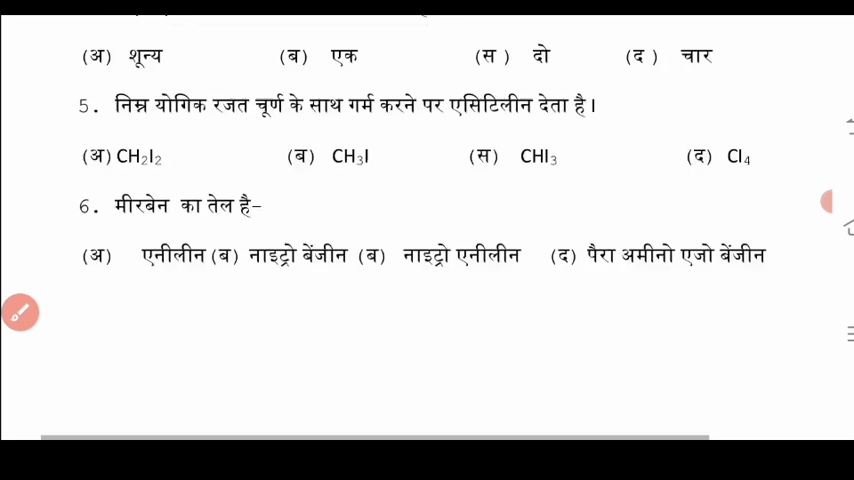 (अ) शून्य (ब) एक (स ) दो (द ) चार
5. निम्न योगिक रजत चूर्ण के साथ गर्म करने पर एसिटिलीन देता है।
(अ) CH₂I₂ (ब) CH₃I (स) CHI₃ (द) CI₄
6. मीरबेन का तेल है-
(अ) एनीलीन (ब) नाइट्रो बेंजीन (ब) नाइट्रो एनीलीन (द) पैरा अमीनो एजो बेंजीन